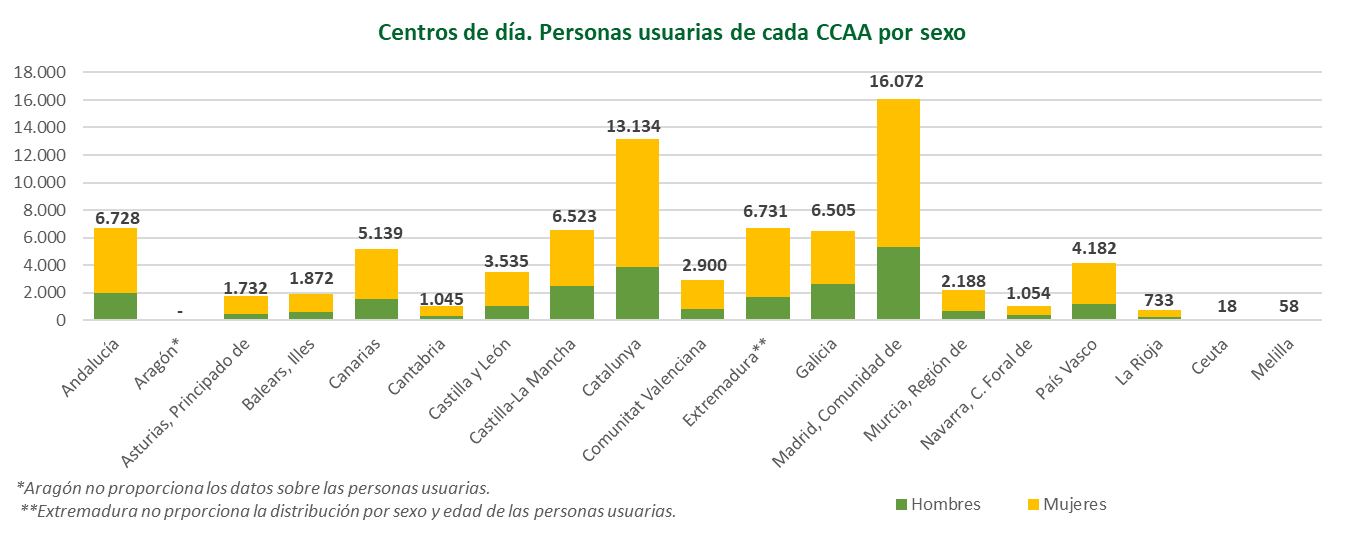 Centros de día. Personas usuarias de cada CCAA por sexo
18.000
16.000
14.000
12.000
10.000
8.000
6.000
4.000
2.000
0
6.728
-
1.732
1.872
5.139
1.045
3.535
6.523
13.134
2.900
6.731
6.505
16.072
2.188
1.054
4.182
733
18
58
Andalucía
Aragón*
Asturias, Principado de
Balears, Illes
Canarias
Cantabria
Castilla y León
Castilla-La Mancha
Catalunya
Comunitat Valenciana
Extremadura**
Galicia
Madrid, Comunidad de
Murcia, Región de
Navarra, C. Foral de
País Vasco
La Rioja
Ceuta
Melilla
*Aragón no proporciona los datos sobre las personas usuarias.
**Extremadura no prporciona la distribución por sexo y edad de las personas usuarias.
Hombres
Mujeres